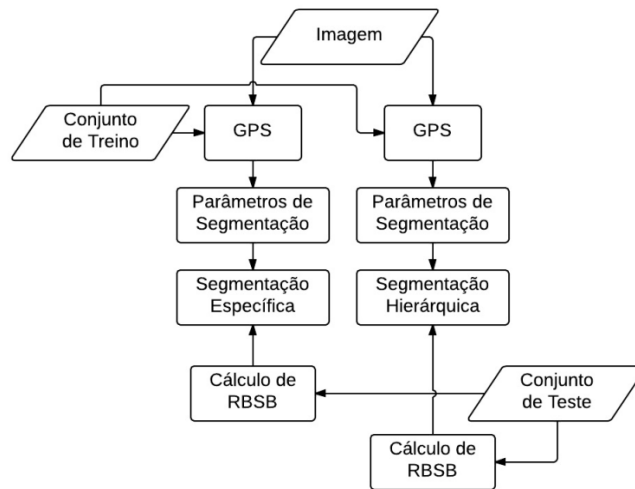 Imagem
Conjunto
de Treino
GPS
GPS
Parâmetros de
Segmentação
Parâmetros de
Segmentação
Segmentação
Específica
Segmentação
Hierárquica
Cálculo de
RBSB
Conjunto
de Teste
Cálculo de
RBSB